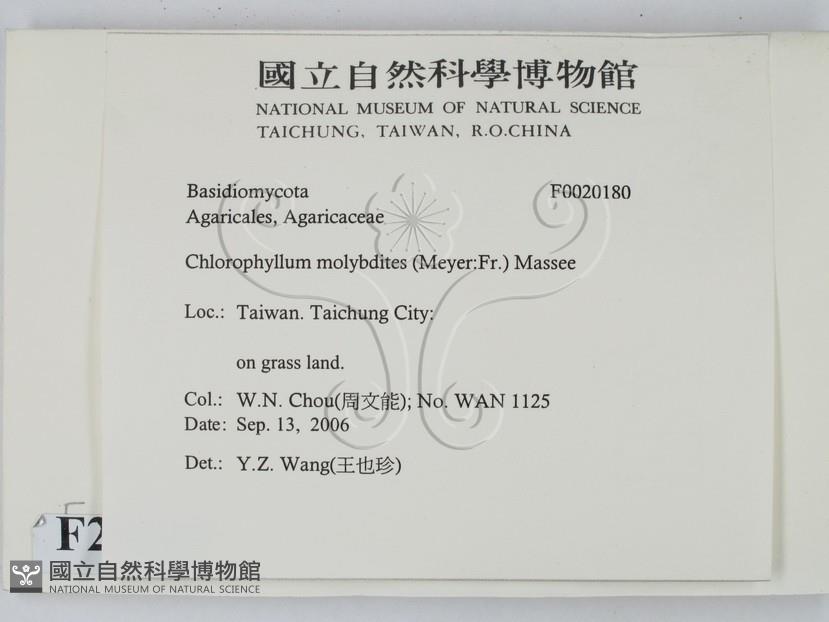 國立自然科學博物館
NATIONAL MUSEUM OF NATURAL SCIENCE
TAICHUNG, TAIWAN, R.O.CHINA
Basidiomycota F0020180
Agaricales, Agaricaceae
Chlorophyllum molybdites (Meyer:Fr.) Massee
Loc.: Taiwan. Taichung City:
on grass land.
Col.: W.N. Chou(周文能); No. WAN 1125
Date: Sep. 13, 2006
Det.: Y.Z. Wang(王也珍)
F2
國立自然科學博物館
NATIONAL MUSEUM OF NATURAL SCIENCE